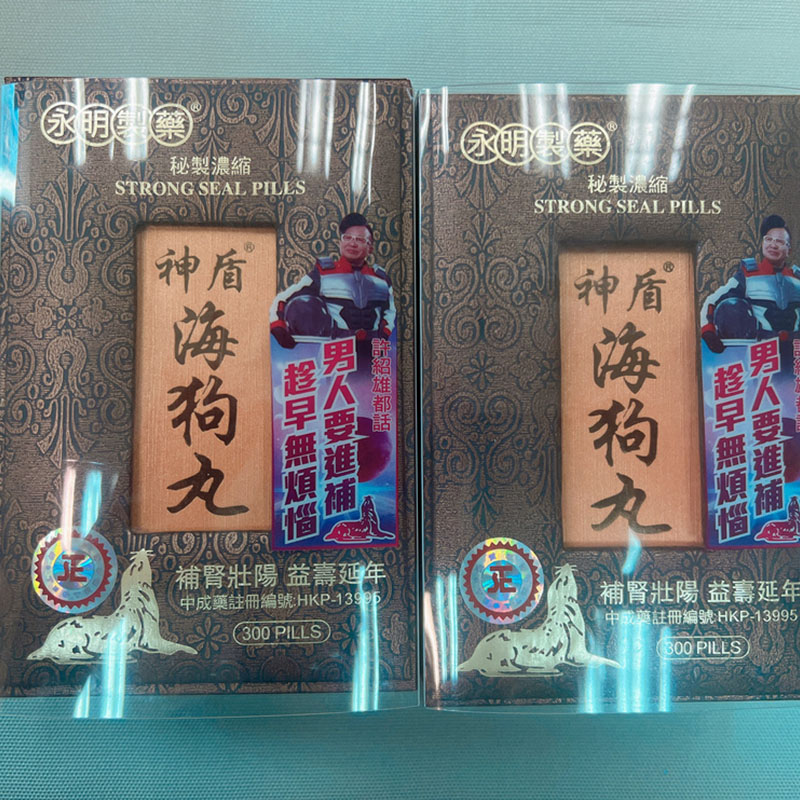 永明製藥®
秘製濃縮
STRONG SEAL PILLS
神盾®
海狗丸
許紹雄都話
男人要進補
趁早無煩惱
正
補腎壯陽 益壽延年
中成藥註冊編號:HKP-13995
300 PILLS
永明製藥®
秘製濃縮
STRONG SEAL PILLS
神盾®
海狗丸
男人要進補
趁早無煩惱
正
補腎壯陽 益壽延年
中成藥註冊編號:HKP-13995
300 PILLS